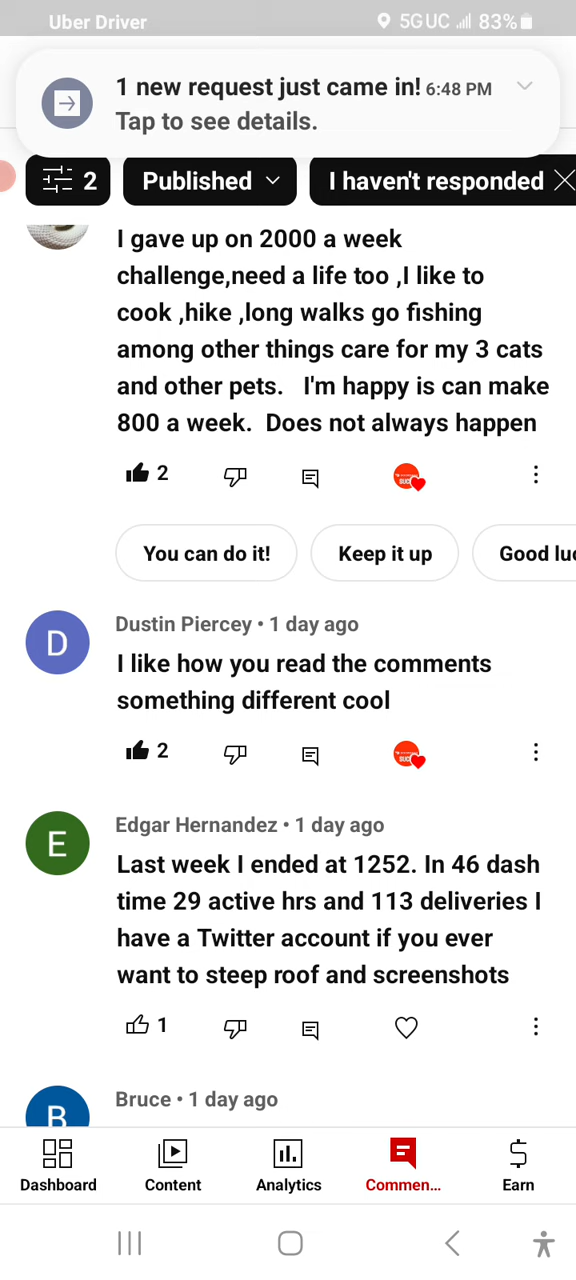 Uber Driver 5GUC 83%
1 new request just came in! 6:48 PM
Tap to see details.
2 Published I haven't responded
I gave up on 2000 a week
challenge,need a life too ,I like to
cook ,hike ,long walks go fishing
among other things care for my 3 cats
and other pets. I'm happy is can make
800 a week. Does not always happen
2
You can do it! Keep it up Good luc
D
Dustin Piercey • 1 day ago
I like how you read the comments
something different cool
2
E
Edgar Hernandez • 1 day ago
Last week I ended at 1252. In 46 dash
time 29 active hrs and 113 deliveries I
have a Twitter account if you ever
want to steep roof and screenshots
1
B
Bruce • 1 day ago
Dashboard Content Analytics Commen... Earn